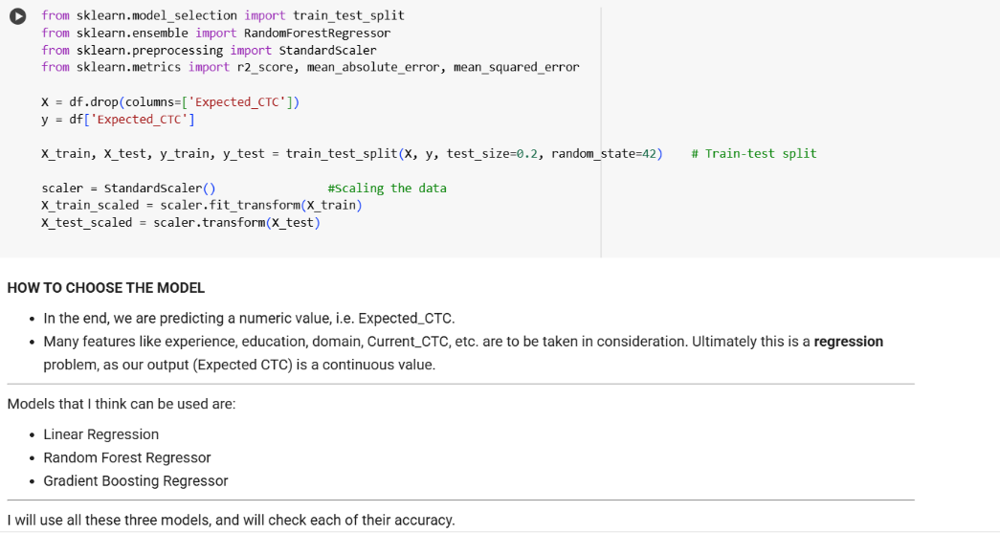 from sklearn.model_selection import train_test_split
from sklearn.ensemble import RandomForestRegressor
from sklearn.preprocessing import StandardScaler
from sklearn.metrics import r2_score, mean_absolute_error, mean_squared_error
X = df.drop(columns=['Expected_CTC'])
y = df['Expected_CTC']
X_train, X_test, y_train, y_test = train_test_split(X, y, test_size=0.2, random_state=42)    # Train-test split
scaler = StandardScaler()                #Scaling the data
X_train_scaled = scaler.fit_transform(X_train)
X_test_scaled = scaler.transform(X_test)
HOW TO CHOOSE THE MODEL
• In the end, we are predicting a numeric value, i.e. Expected_CTC.
• Many features like experience, education, domain, Current_CTC, etc. are to be taken in consideration. Ultimately this is a regression
problem, as our output (Expected CTC) is a continuous value.
Models that I think can be used are:
• Linear Regression
• Random Forest Regressor
• Gradient Boosting Regressor
I will use all these three models, and will check each of their accuracy.